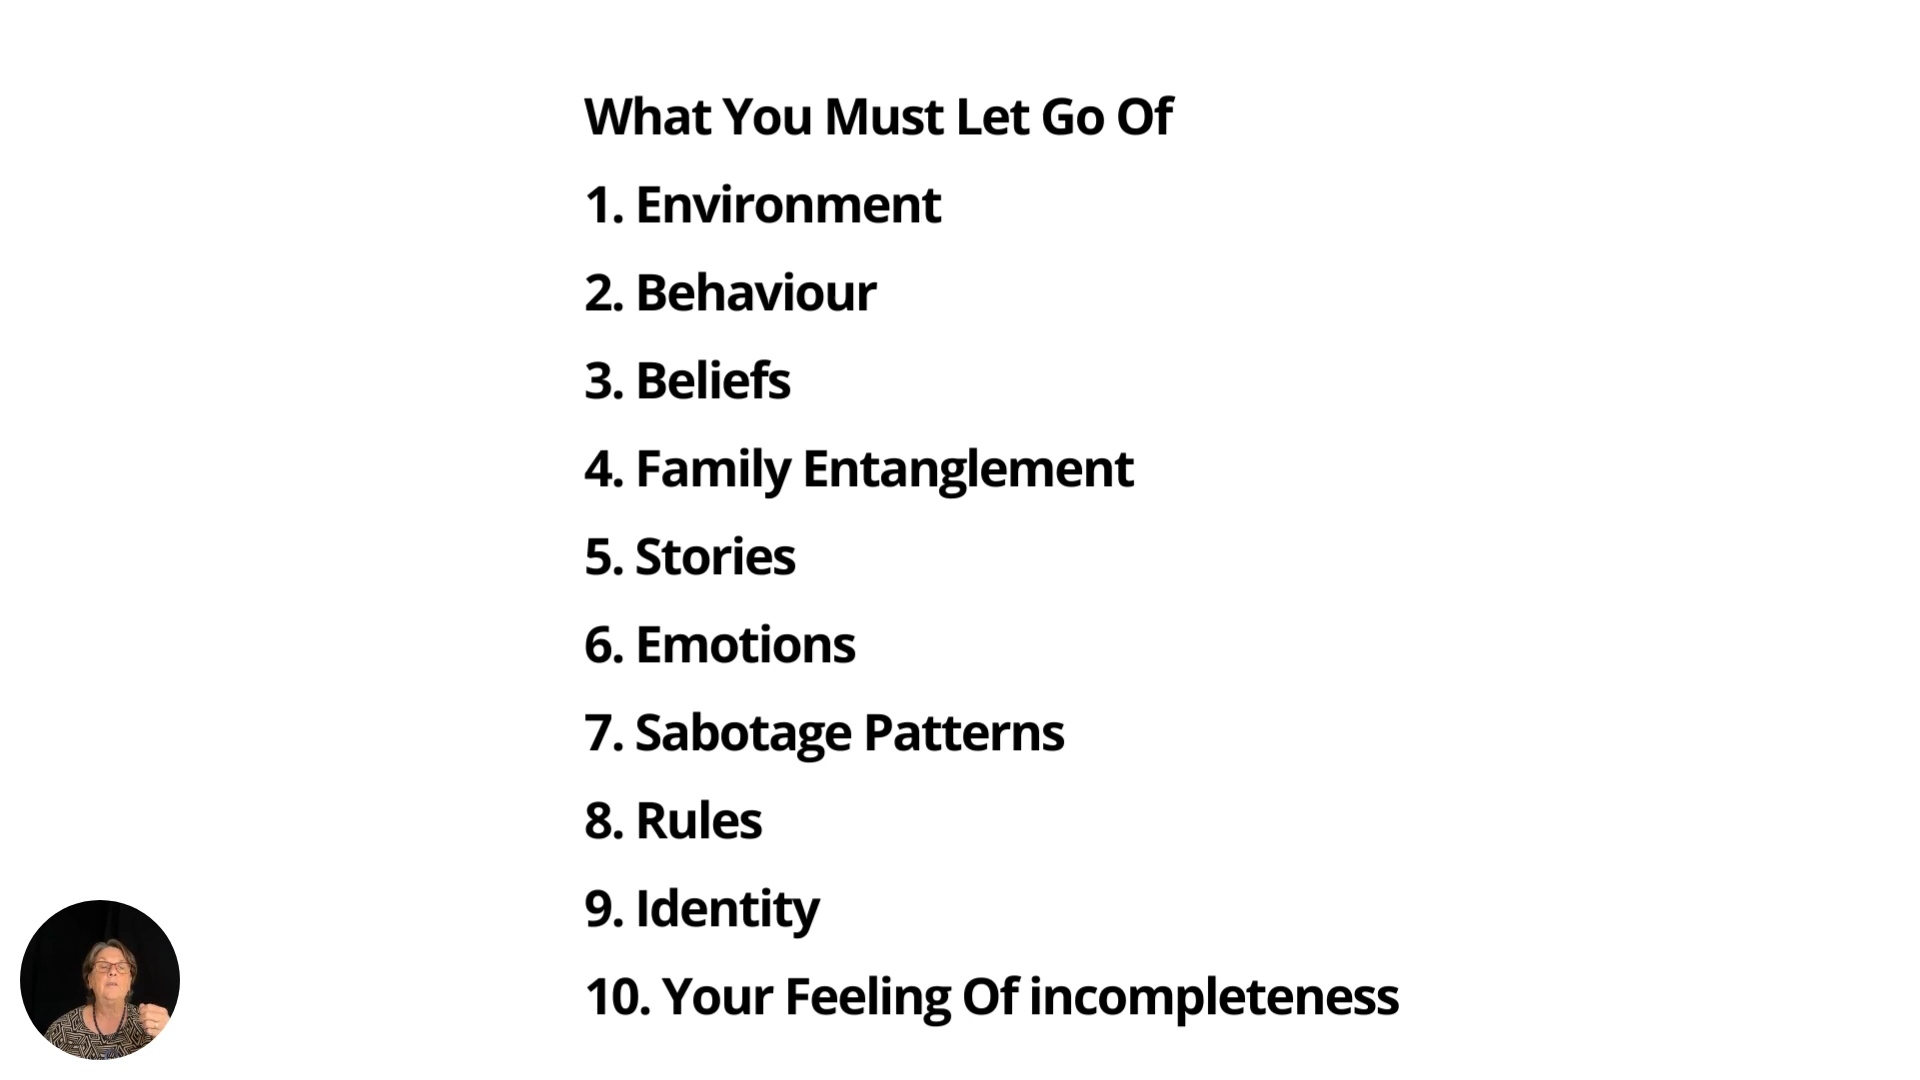 What You Must Let Go Of
1. Environment
2. Behaviour
3. Beliefs
4. Family Entanglement
5. Stories
6. Emotions
7. Sabotage Patterns
8. Rules
9. Identity
10. Your Feeling Of incompleteness